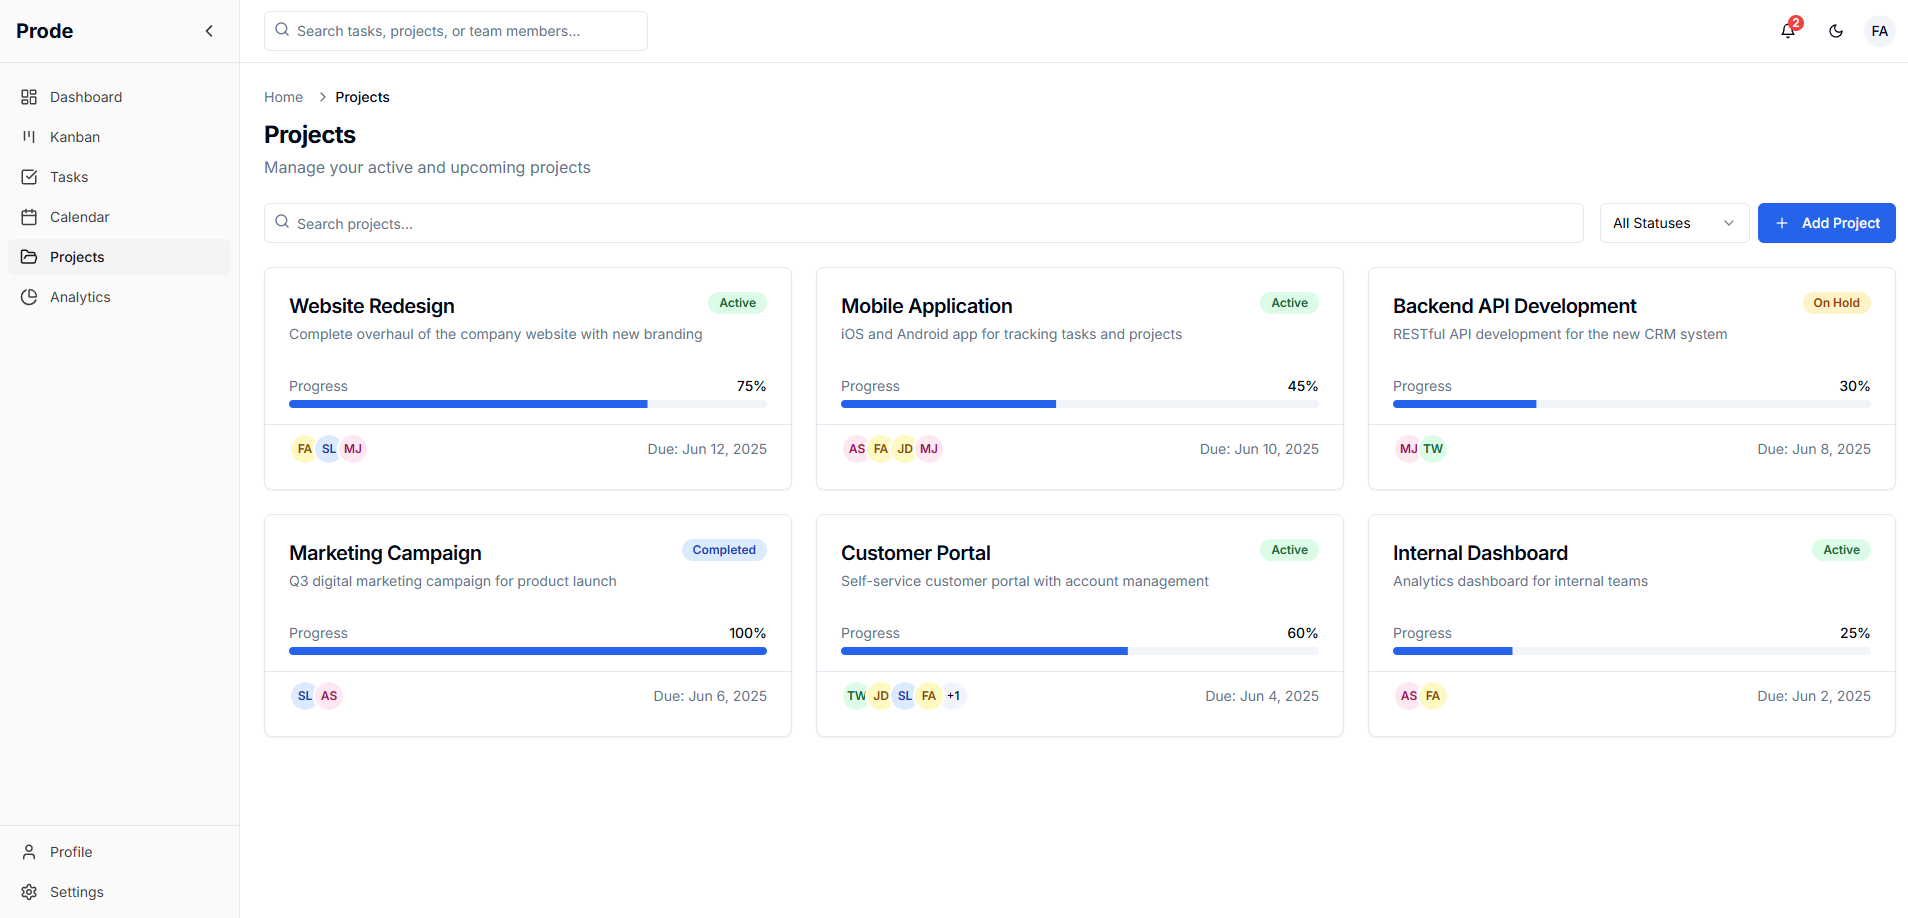 Prode
Search tasks, projects, or team members...
2
FA
Dashboard
Kanban
Tasks
Calendar
Projects
Analytics
Profile
Settings
Home > Projects
Projects
Manage your active and upcoming projects
Search projects...
All Statuses
+ Add Project
Website Redesign
Active
Complete overhaul of the company website with new branding
Progress 75%
FA SL MJ
Due: Jun 12, 2025
Mobile Application
Active
iOS and Android app for tracking tasks and projects
Progress 45%
AS FA JD MJ
Due: Jun 10, 2025
Backend API Development
On Hold
RESTful API development for the new CRM system
Progress 30%
MJ TW
Due: Jun 8, 2025
Marketing Campaign
Completed
Q3 digital marketing campaign for product launch
Progress 100%
SL AS
Due: Jun 6, 2025
Customer Portal
Active
Self-service customer portal with account management
Progress 60%
TW JD SL FA +1
Due: Jun 4, 2025
Internal Dashboard
Active
Analytics dashboard for internal teams
Progress 25%
AS FA
Due: Jun 2, 2025